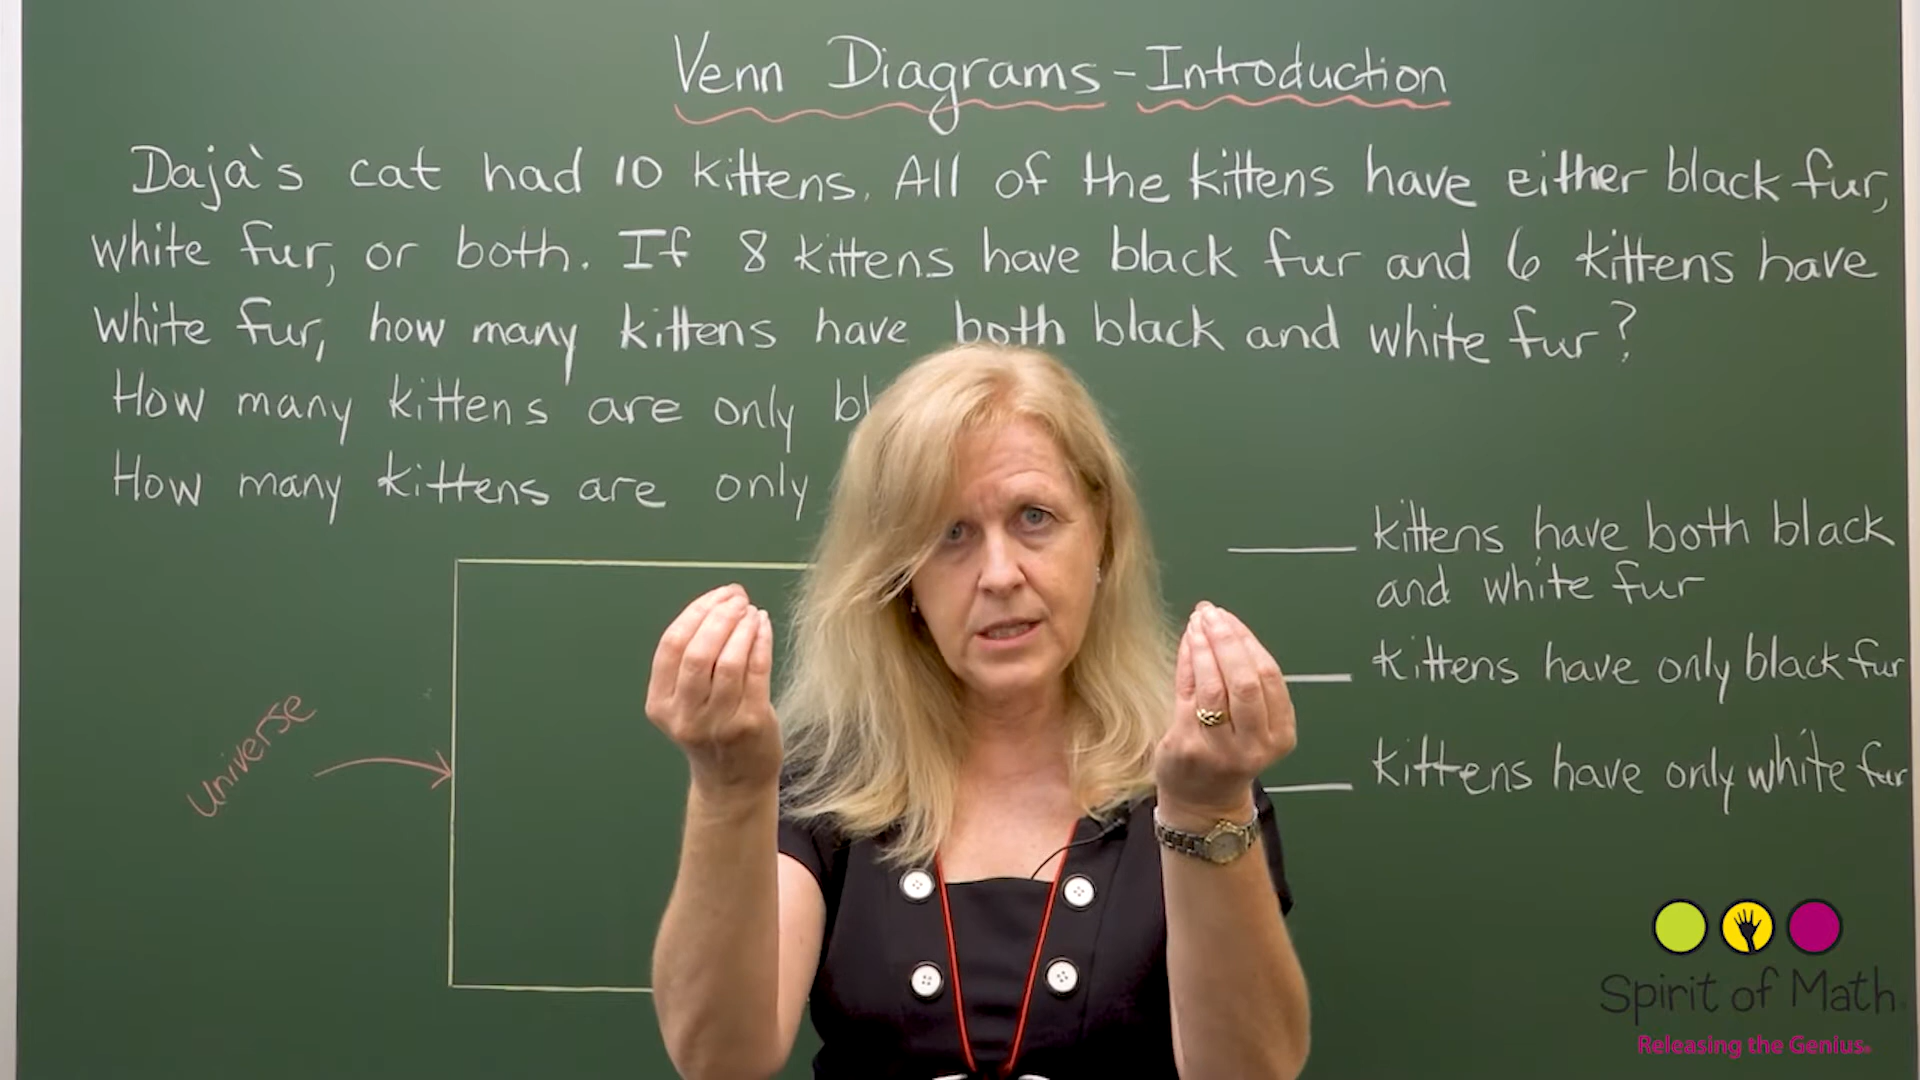 Venn Diagrams - Introduction
Daja's cat had 10 kittens. All of the kittens have either black fur,
white fur, or both. If 8 kittens have black fur and 6 kittens have
white fur, how many kittens have both black and white fur?
How many kittens are only
How many kittens are only
kittens have both black
and white fur
kittens have only black fur
kittens have only white fur
Universe
Spirit of Math
Releasing the Genius